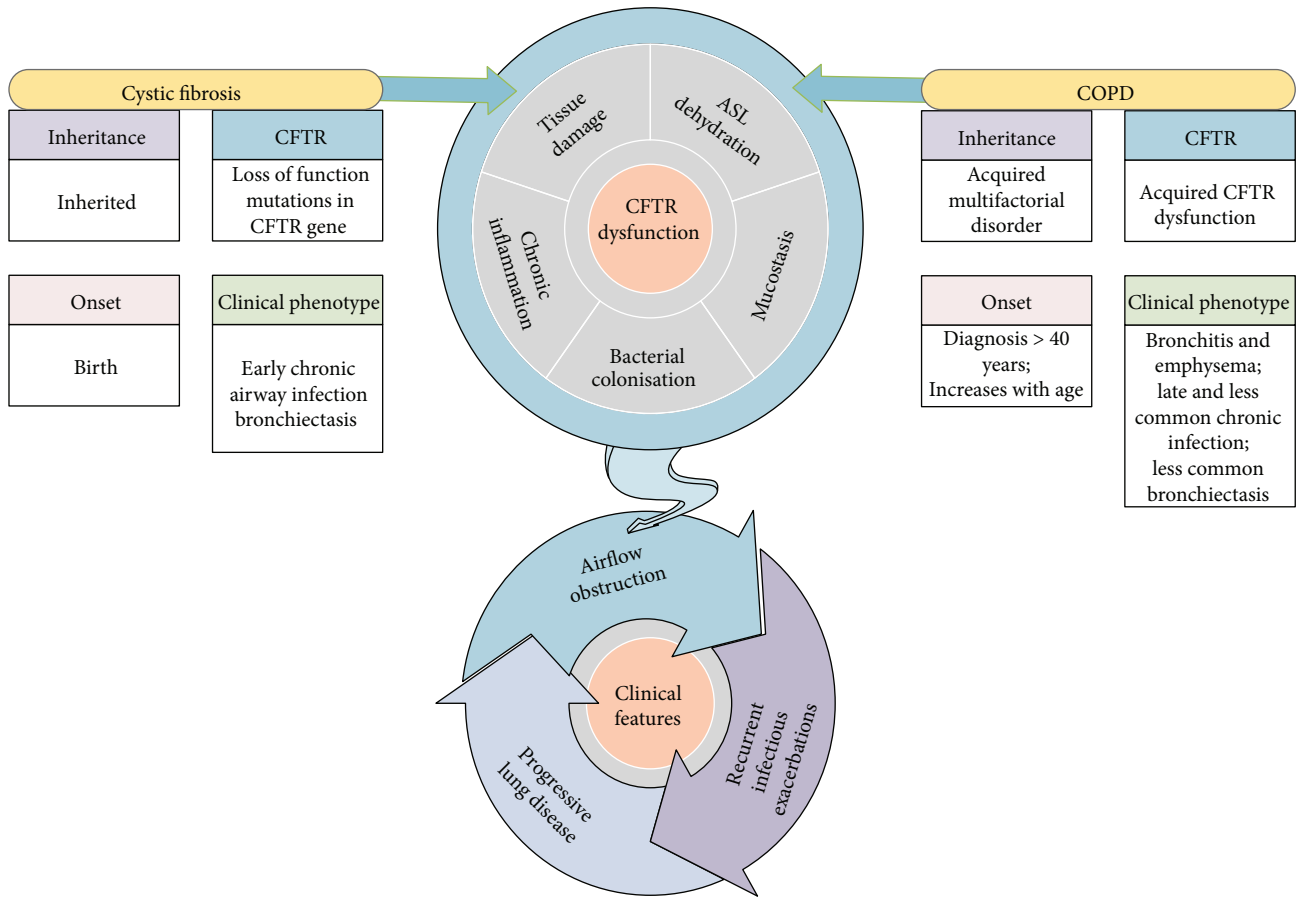 Cystic fibrosis
Inheritance
Inherited
CFTR
Loss of function
mutations in
CFTR gene
Onset
Birth
Clinical phenotype
Early chronic
airway infection
bronchiectasis
Tissue
damage
ASL
dehydration
Chronic
inflammation
CFTR
dysfunction
Mucostasis
Bacterial
colonisation
COPD
Inheritance
Acquired
multifactorial
disorder
CFTR
Acquired CFTR
dysfunction
Onset
Diagnosis > 40
years;
Increases with age
Clinical phenotype
Bronchitis and
emphysema;
late and less
common chronic
infection;
less common
bronchiectasis
Airflow
obstruction
Clinical
features
Recurrent
infectious
exacerbations
Progressive
lung disease